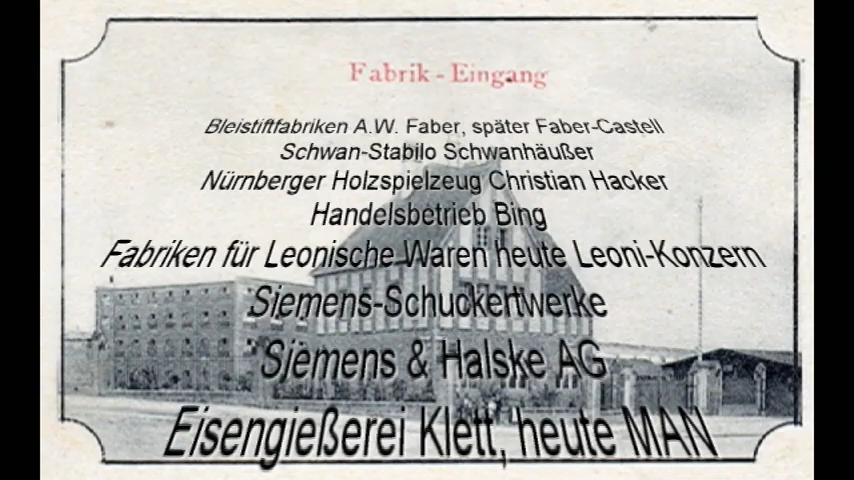 Fabrik - Eingang
Bleistiftfabriken A.W. Faber, später Faber-Castell
Schwan-Stabilo Schwanhäußer
Nürnberger Holzspielzeug Christian Hacker
Handelsbetrieb Bing
Fabriken für Leonische Waren heute Leoni-Konzern
Siemens-Schuckertwerke
Siemens & Halske AG
Eisengießerei Klett, heute MAN